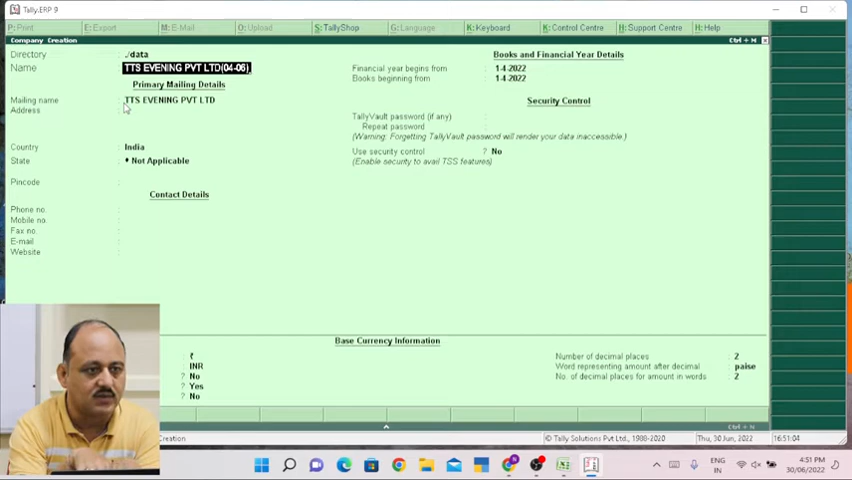 Tally.ERP 9
P: Print E: Export M: E-Mail O: Upload S: TallyShop G: Language K: Keyboard K: Control Centre H: Support Centre H: Help
Company Creation Ctrl + M
Directory : /data
Name : TTS EVENING PVT LTD(04-06)
Primary Mailing Details
Mailing name : TTS EVENING PVT LTD
Address :
Country : India
State : ♦ Not Applicable
Pincode :
Contact Details
Phone no. :
Mobile no. :
Fax no. :
E-mail :
Website :
Books and Financial Year Details
Financial year begins from : 1-4-2022
Books beginning from : 1-4-2022
Security Control
TallyVault password (if any) :
Repeat password :
(Warning: Forgetting TallyVault password will render your data inaccessible.)
Use security control ? No
(Enable security to avail TSS features)
Base Currency Information
: ₹
: INR
? No
? Yes
? No
Number of decimal places : 2
Word representing amount after decimal : paise
No. of decimal places for amount in words : 2
Ctrl + N
Creation © Tally Solutions Pvt Ltd., 1988-2020 Thu, 30 Jun, 2022 16:51:04
ENG
IN
4:51 PM
30/06/2022